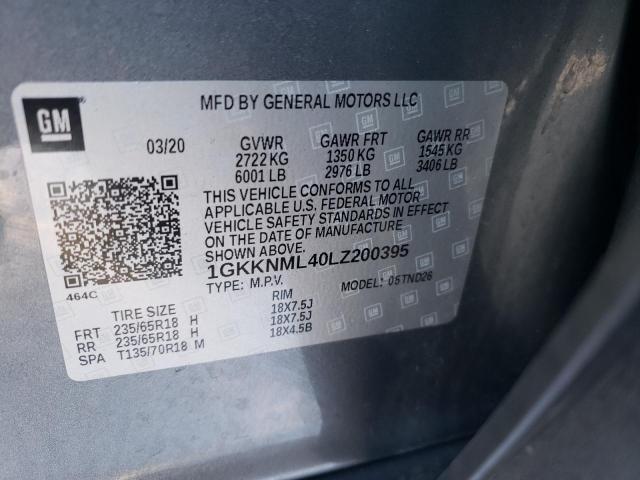 GM
MFD BY GENERAL MOTORS LLC
03/20 GVWR GAWR FRT GAWR RR
2722 KG 1350 KG 1545 KG
6001 LB 2976 LB 3406 LB
THIS VEHICLE CONFORMS TO ALL
APPLICABLE U.S. FEDERAL MOTOR
VEHICLE SAFETY STANDARDS IN EFFECT
ON THE DATE OF MANUFACTURE
SHOWN ABOVE.
1GKKNML40LZ200395
TYPE: M.P.V. MODEL: 05TND26
464C
TIRE SIZE RIM
FRT 235/65R18 H 18X7.5J
RR 235/65R18 H 18X7.5J
SPA T135/70R18 M 18X4.5B